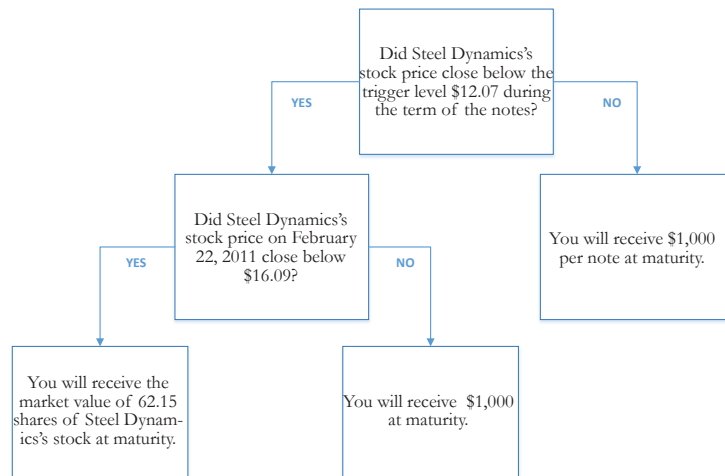 Did Steel Dynamics's
stock price close below the
trigger level $12.07 during
the term of the notes?
YES
NO
Did Steel Dynamics's
stock price on February
22, 2011 close below
$16.09?
You will receive $1,000
per note at maturity.
YES
NO
You will receive the
market value of 62.15
shares of Steel Dynam-
ics's stock at maturity.
You will receive $1,000
at maturity.